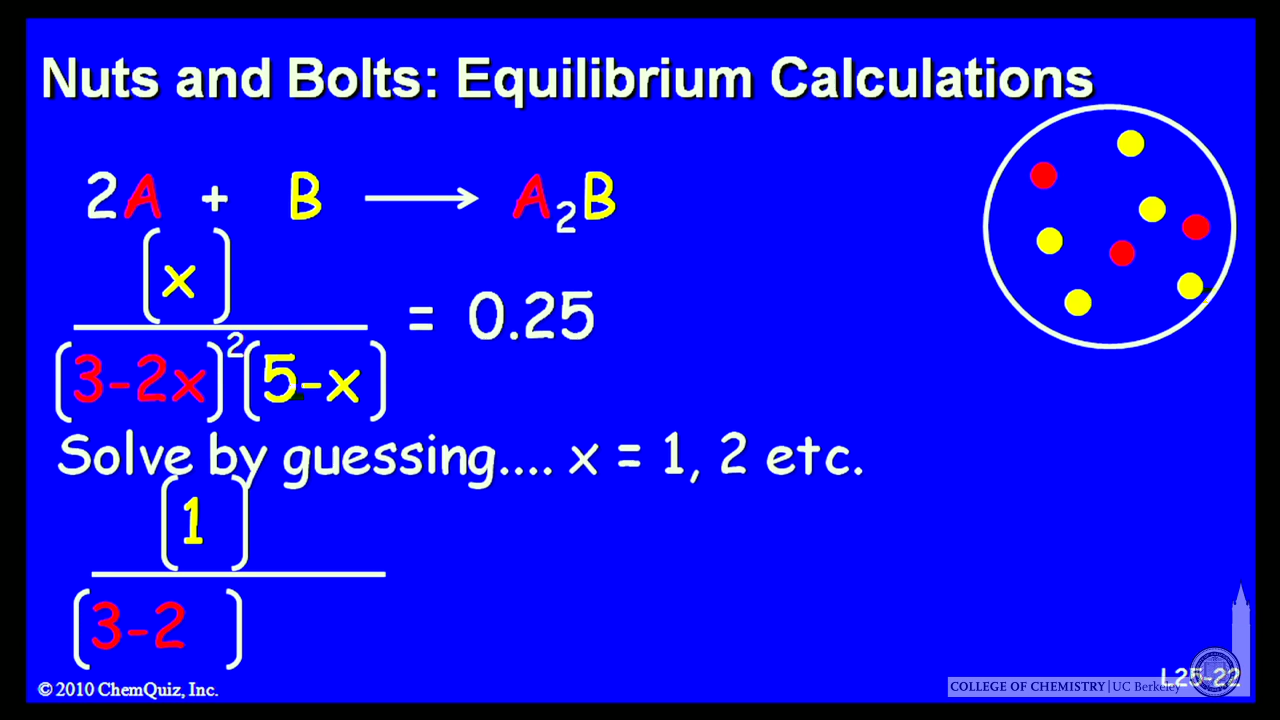 Nuts and Bolts: Equilibrium Calculations
2A + B ⟶ A₂B
[x]
[3-2x]²[5-x] = 0.25
Solve by guessing.... x = 1, 2 etc.
[1 ]
[3-2 ]
© 2010 ChemQuiz, Inc.
L25-22
COLLEGE OF CHEMISTRY | UC Berkeley